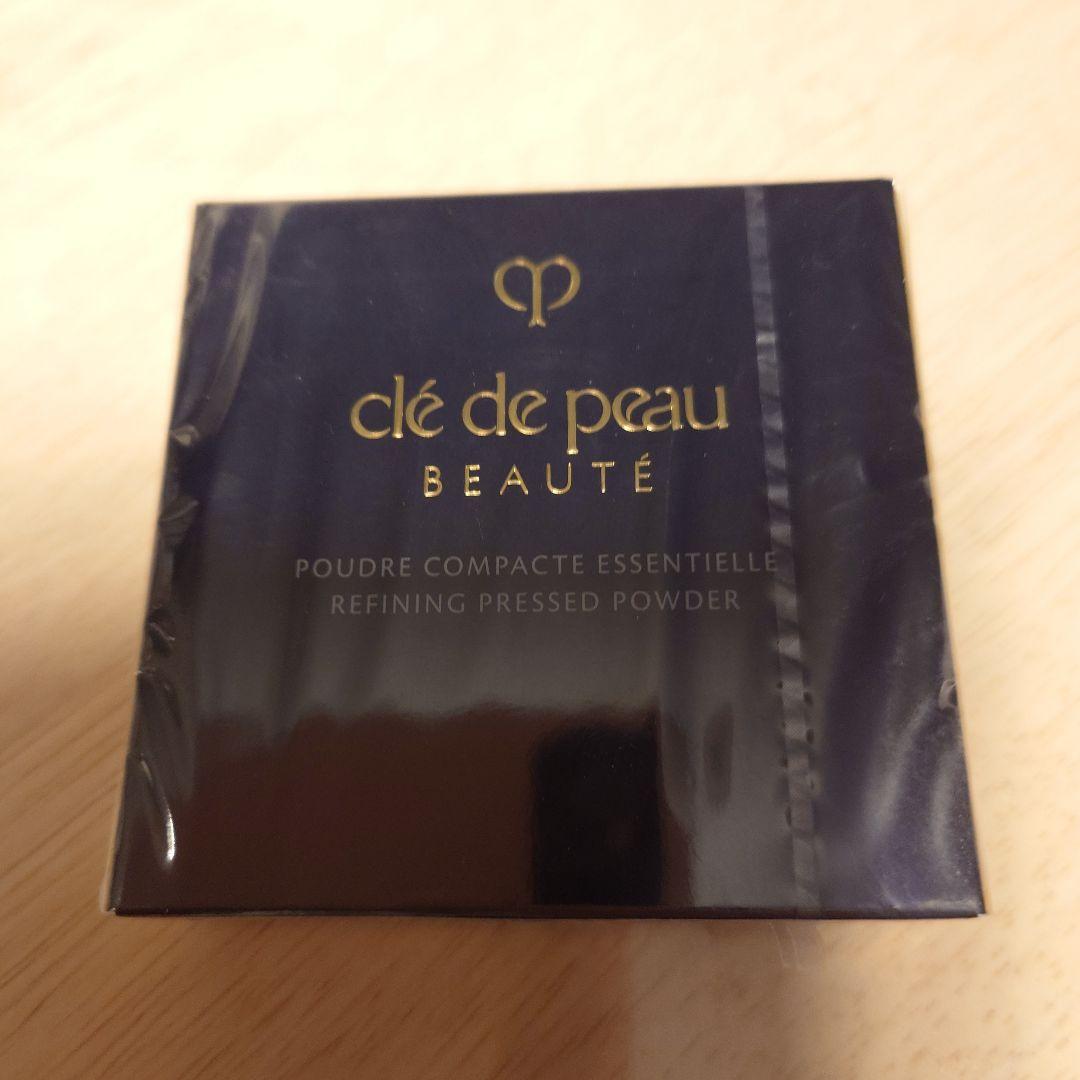 clé de peau
BEAUTÉ
POUDRE COMPACTE ESSENTIELLE
REFINING PRESSED POWDER